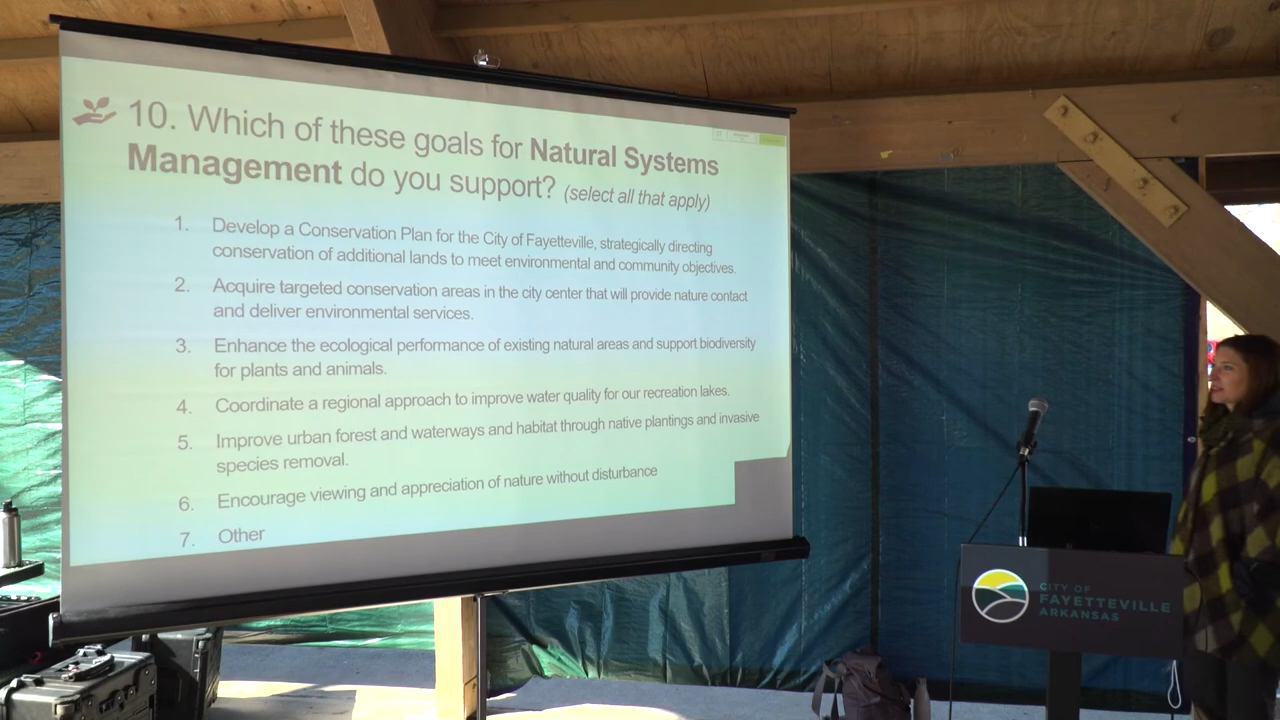 10. Which of these goals for Natural Systems
Management do you support? (select all that apply)
1. Develop a Conservation Plan for the City of Fayetteville, strategically directing
conservation of additional lands to meet environmental and community objectives.
2. Acquire targeted conservation areas in the city center that will provide nature contact
and deliver environmental services.
3. Enhance the ecological performance of existing natural areas and support biodiversity
for plants and animals.
4. Coordinate a regional approach to improve water quality for our recreation lakes.
5. Improve urban forest and waterways and habitat through native plantings and invasive
species removal.
6. Encourage viewing and appreciation of nature without disturbance
7. Other
CITY OF
FAYETTEVILLE
ARKANSAS